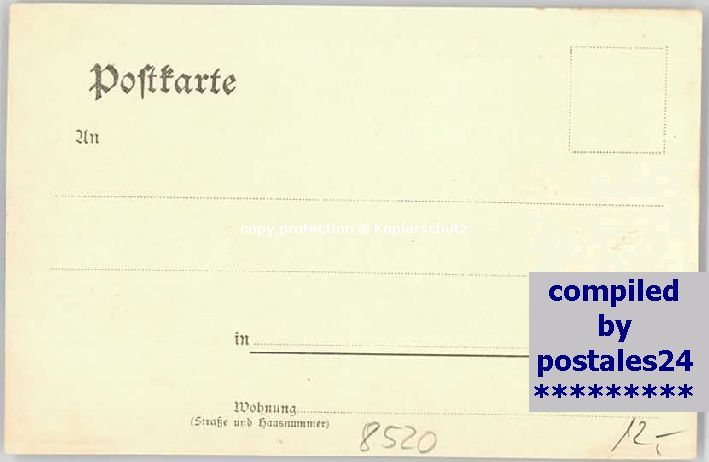 Postkarte
An
copy protection © Kopierschutz
compiled
by
postales24
*********
in
Wohnung
(Straße und Hausnummer)
8520
12,-